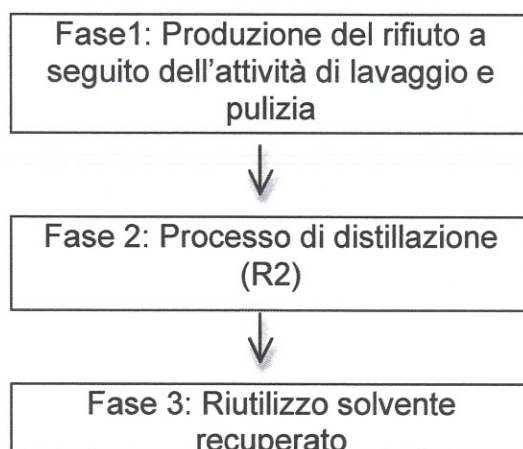 Fase1: Produzione del rifiuto a
seguito dell'attività di lavaggio e
pulizia
Fase 2: Processo di distillazione
(R2)
Fase 3: Riutilizzo solvente
recuperato